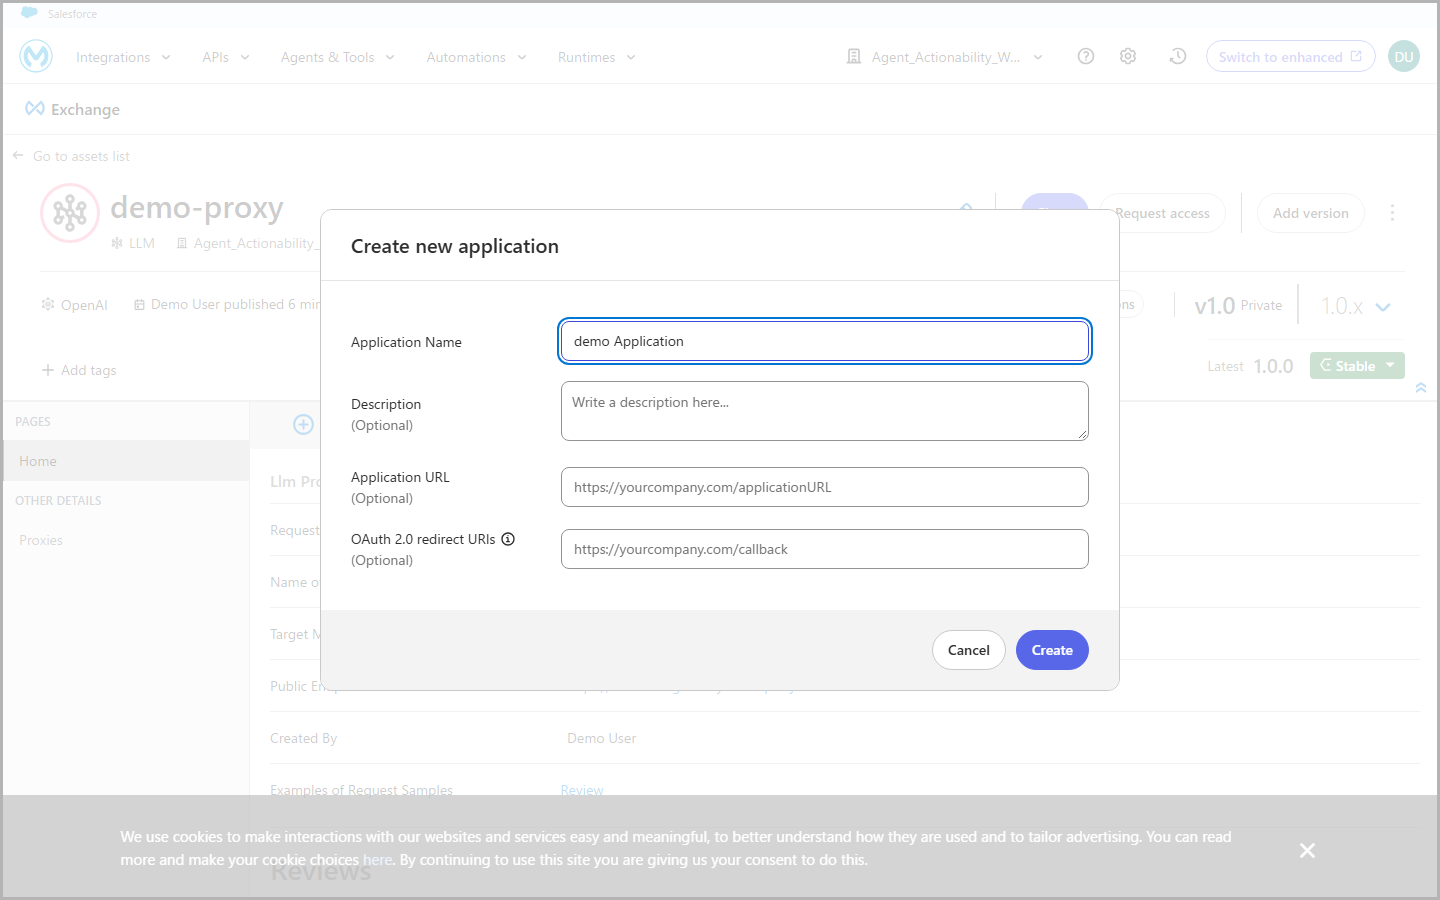 Salesforce
Integrations APIs Agents & Tools Automations Runtimes Agent_Actionability_W... Switch to enhanced DU
Exchange
Go to assets list
demo-proxy
Request access Add version
LLM Agent_Actionability_
Create new application
OpenAI Demo User published 6 v1.0 Private 1.0.x
Application Name demo Application
Add tags Latest 1.0.0 Stable
Description Write a description here...
(Optional)
PAGES
Home
Application URL https://yourcompany.com/applicationURL
(Optional)
OTHER DETAILS
Request
Proxies
OAuth 2.0 redirect URIs https://yourcompany.com/callback
(Optional)
Name
Target
Cancel Create
Public
Created By Demo User
Examples of Request Samples Review
We use cookies to make interactions with our websites and services easy and meaningful, to better understand how they are used and to tailor advertising. You can read
more and make your cookie choices here. By continuing to use this site you are giving us your consent to do this.
Reviews